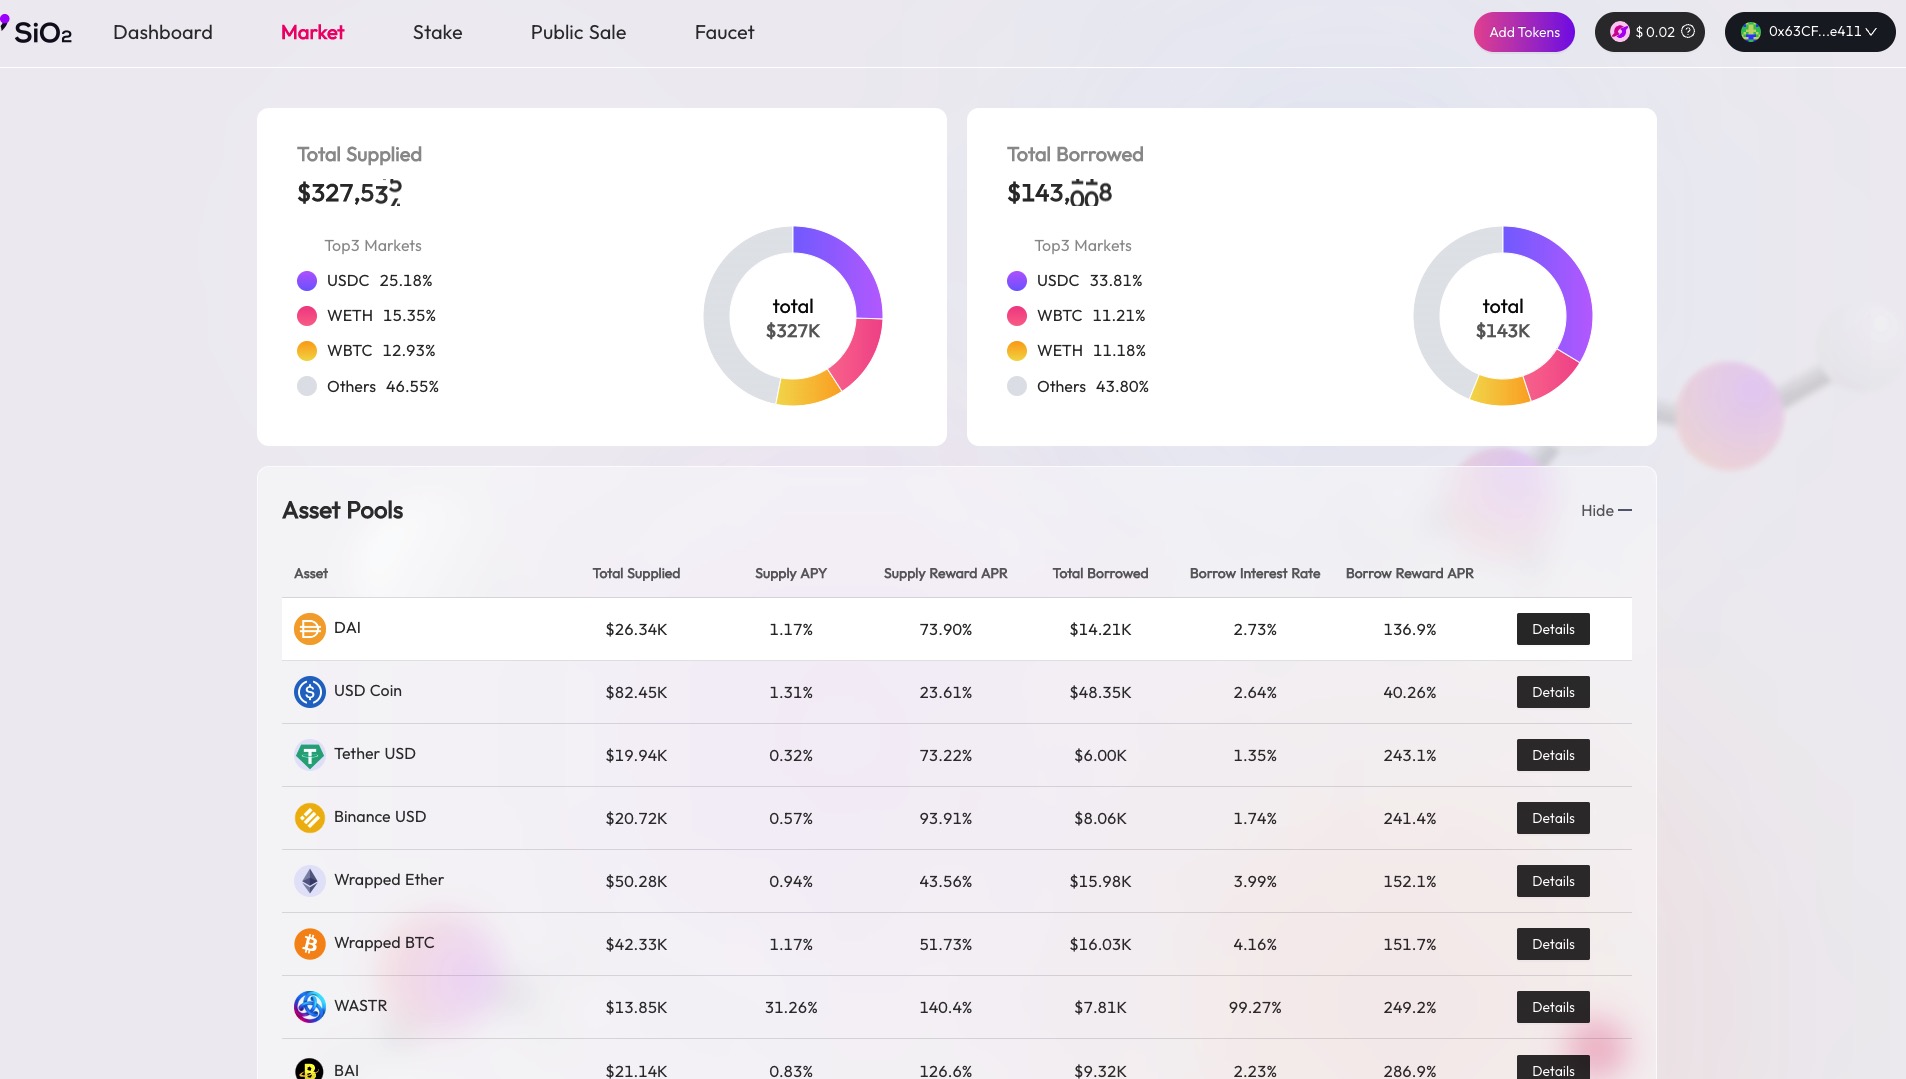 SiO2 Dashboard Market Stake Public Sale Faucet Add Tokens $ 0.02 0x63CF...e411
Total Supplied
Top3 Markets
USDC 25.18%
WETH 15.35%
WBTC 12.93%
Others 46.55%
total
$327K
Total Borrowed
Top3 Markets
USDC 33.81%
WBTC 11.21%
WETH 11.18%
Others 43.80%
total
$143K
Asset Pools Hide
Asset Total Supplied Supply APY Supply Reward APR Total Borrowed Borrow Interest Rate Borrow Reward APR
DAI $26.34K 1.17% 73.90% $14.21K 2.73% 136.9% Details
USD Coin $82.45K 1.31% 23.61% $48.35K 2.64% 40.26% Details
Tether USD $19.94K 0.32% 73.22% $6.00K 1.35% 243.1% Details
Binance USD $20.72K 0.57% 93.91% $8.06K 1.74% 241.4% Details
Wrapped Ether $50.28K 0.94% 43.56% $15.98K 3.99% 152.1% Details
Wrapped BTC $42.33K 1.17% 51.73% $16.03K 4.16% 151.7% Details
WASTR $13.85K 31.26% 140.4% $7.81K 99.27% 249.2% Details
BAI $21.14K 0.83% 126.6% $9.32K 2.23% 286.9% Details